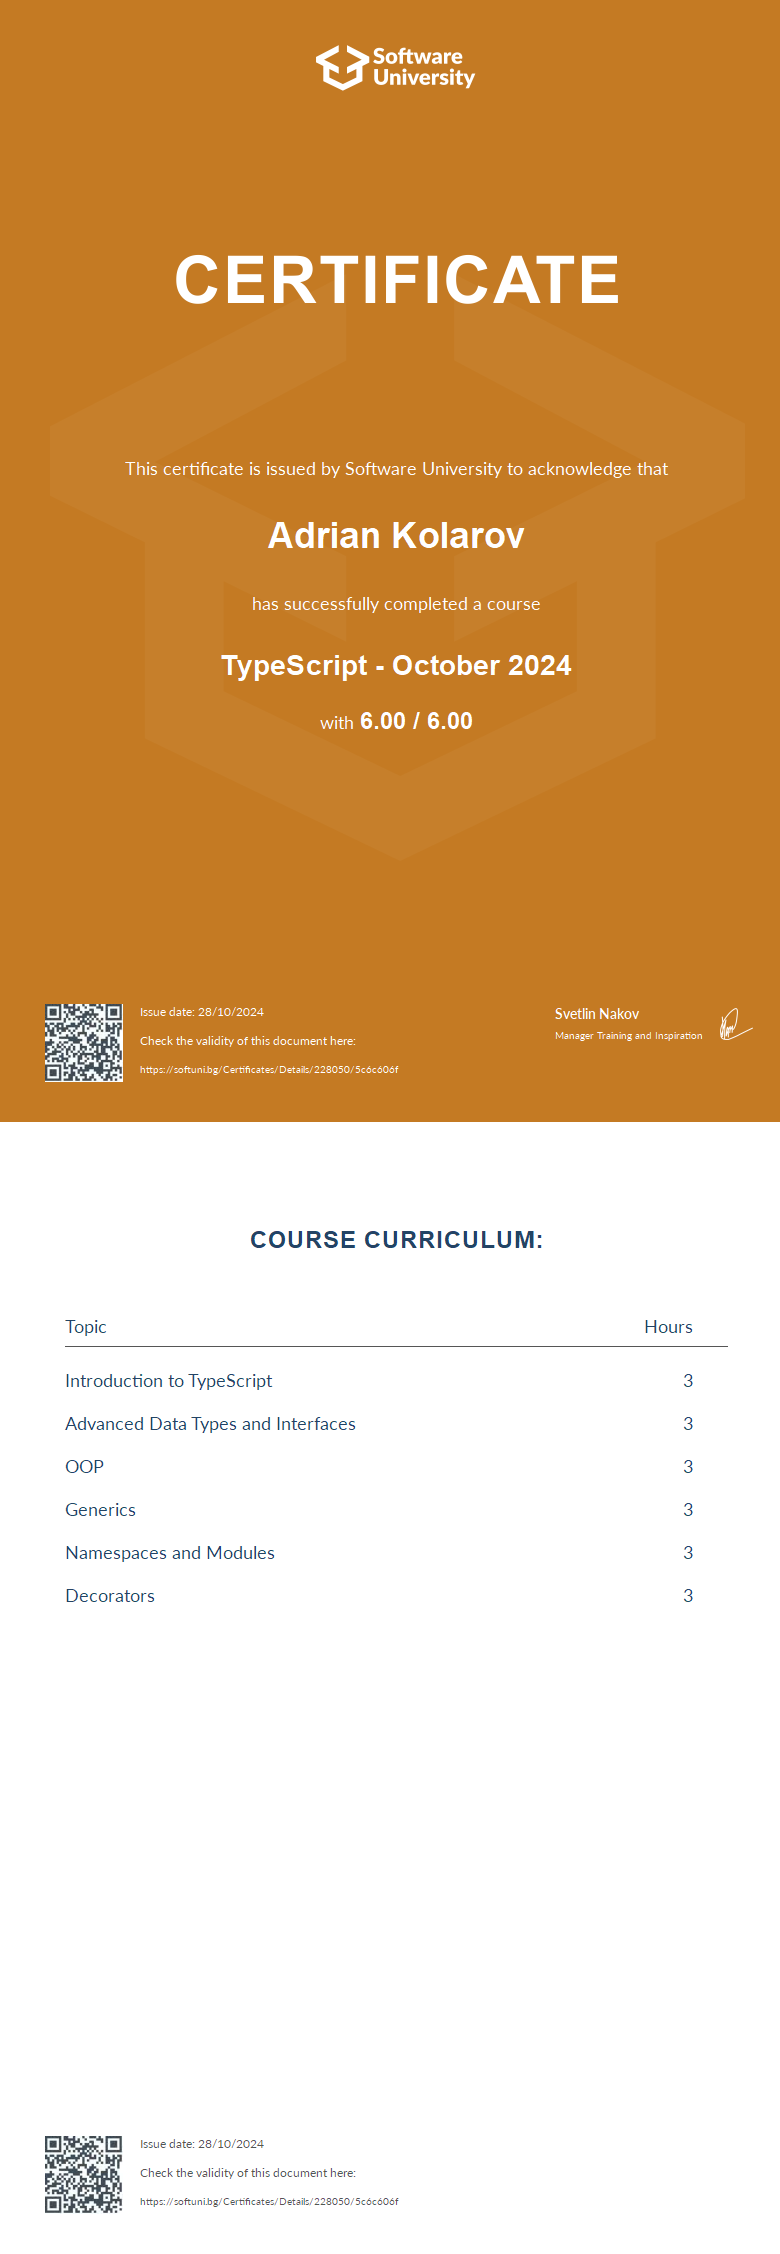 Software
University
CERTIFICATE
This certificate is issued by Software University to acknowledge that
Adrian Kolarov
has successfully completed a course
TypeScript - October 2024
with 6.00 / 6.00
Issue date: 28/10/2024
Check the validity of this document here:
https://softuni.bg/Certificates/Details/228050/5c6c606f
Svetlin Nakov
Manager Training and Inspiration
COURSE CURRICULUM:
Topic Hours
Introduction to TypeScript 3
Advanced Data Types and Interfaces 3
OOP 3
Generics 3
Namespaces and Modules 3
Decorators 3
Issue date: 28/10/2024
Check the validity of this document here:
https://softuni.bg/Certificates/Details/228050/5c6c606f